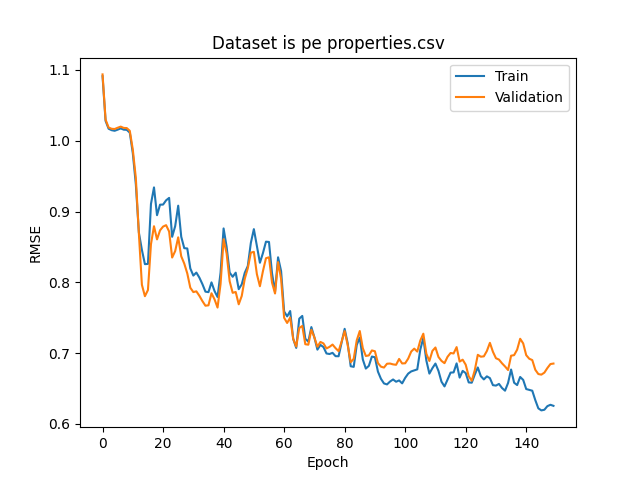 Dataset is pe properties.csv
Train
Validation
RMSE
1.1
1.0
0.9
0.8
0.7
0.6
0 20 40 60 80 100 120 140
Epoch